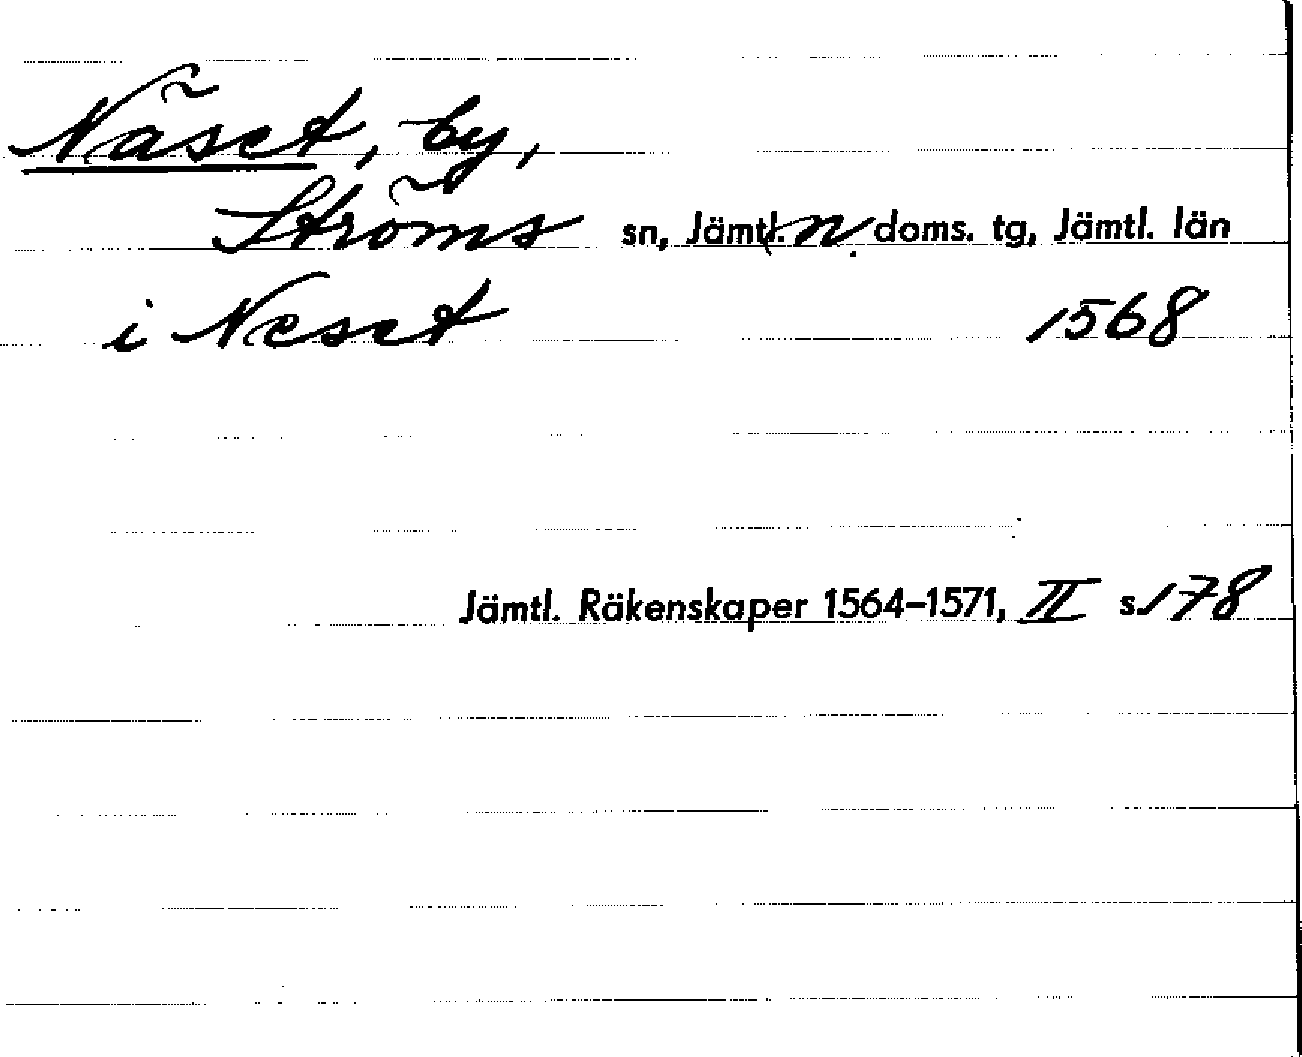 Näset, by,
Ströms sn, Jämtl. n. doms. tg, Jämtl. län
i Neset 1568
Jämtl. Räkenskaper 1564-1571, II s. 178